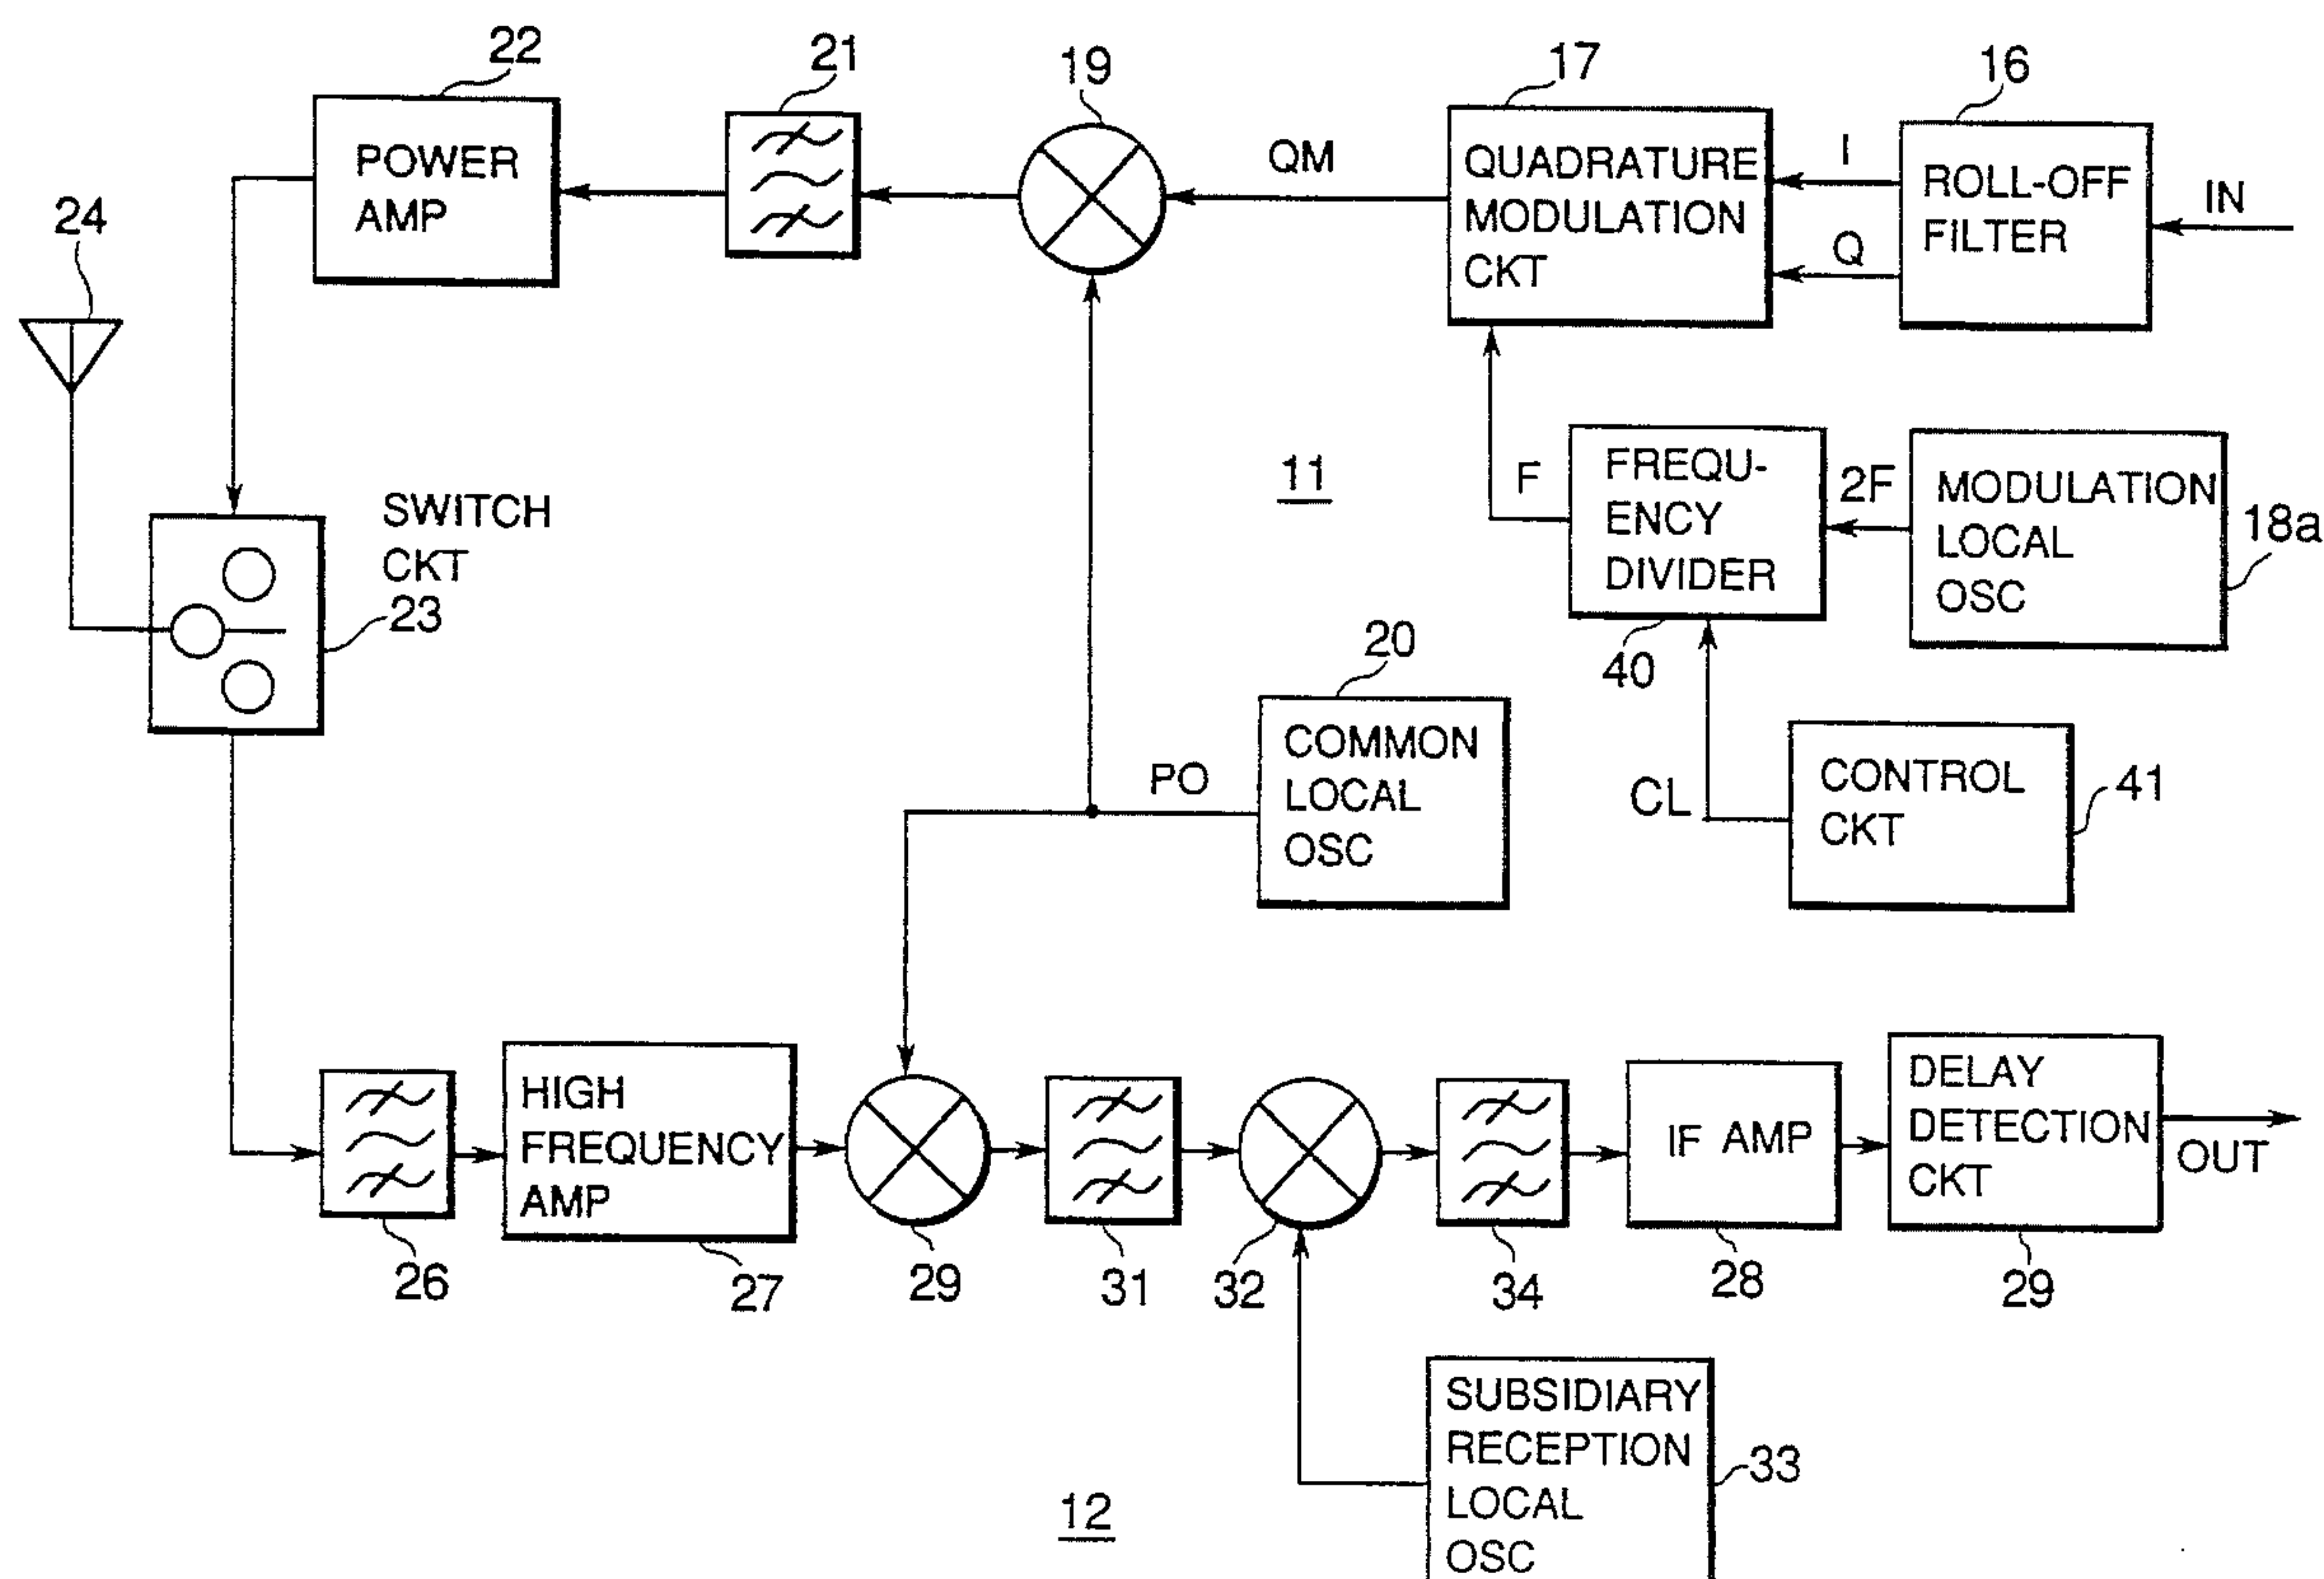 22
21
19
17
16
POWER
AMP
QM
QUADRATURE
MODULATION
CKT
I
Q
ROLL-OFF
FILTER
IN
24
SWITCH
CKT
23
11
F
FREQU-
ENCY
DIVIDER
40
2F
MODULATION
LOCAL
OSC
18a
20
COMMON
LOCAL
OSC
PO
CL
CONTROL
CKT
41
HIGH
FREQUENCY
AMP
IF AMP
DELAY
DETECTION
CKT
OUT
26
27
29
31
32
34
28
29
SUBSIDIARY
RECEPTION
LOCAL
OSC
33
12